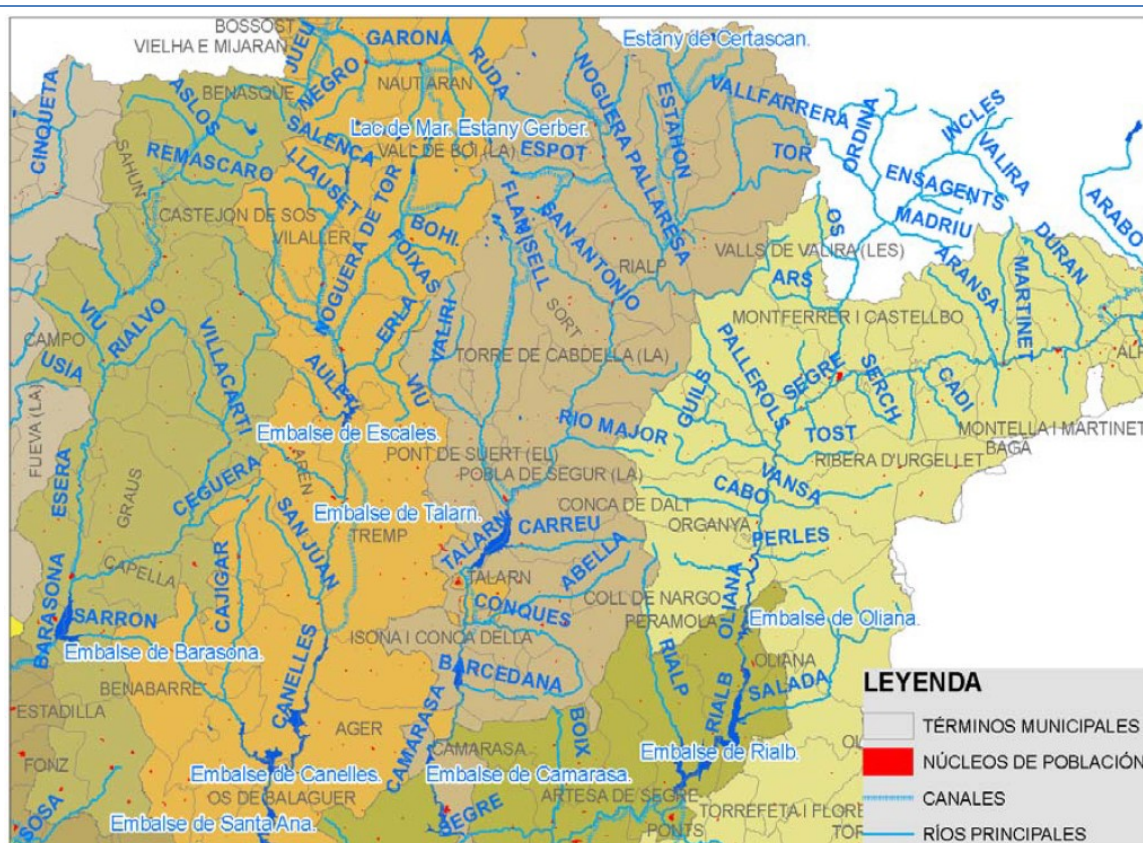 BOSSOST
VIELHA E MIJARAN
JUEU
GARONA
RUDA
Estany de Certascan.
CINQUETA
ASLOS
BENASQUE
NEGRO
NAUT ARAN
NOGUERA PALLARESA
ESTAHON
VALLFARRERA
ORDINA
INCLES
VALIRA
SALENCA
Lac de Mar.
Estany Gerber.
VALL DE BOI (LA)
ESPOT
TOR
SAHUN
REMASCARO
LLAUSET
ENSAGENTS
ARABO
CASTEJON DE SOS
VILALLER
NOGUERA DE TOR
BOHI.
FOIXAS
FLAMISELL
SAN ANTONIO
RIALP
OS
MADRIU
VALLS DE VALIRA (LES)
ARANSA
MARTINET
DURAN
ARS
VIU
RIALVO
CAMPO
USIA
VILLACARTI
ERLA
VALIRI
SORT
MONTFERRER I CASTELLBO
TORRE DE CABDELLA (LA)
PALLEROLS
SEGRE
SERCH
CADI
FUEVA (LA)
VIU
GUILS
TOST
MONTELLA I MARTINET
BAGA
Embalse de Escales.
RIO MAJOR
RIBERA D'URGELLET
PONT DE SUERT (EL)
POBLA DE SEGUR (LA)
VANSA
CABO
ESERA
GRAUS
CEGUERA
AREN
SAN JUAN
Embalse de Talarn.
TREMP
CONCA DE DALT
ORGANYA
PERLES
TALARN
CARREU
ABELLA
CAPELLA
CAJIGAR
TALARN
COLL DE NARGO
PERAMOLA
OLIANA
BARASONA
SARRON
CONQUES
Embalse de Oliana.
ISONA I CONCA DELLA
Embalse de Barasona.
CANELLES
BARCEDANA
RIALP
RIALB
OLIANA
SALADA
BENABARRE
ESTADILLA
AGER
CAMARASA
CAMARASA
BOIX
Embalse de Rialb.
FONZ
Embalse de Canelles.
Embalse de Camarasa.
OS DE BALAGUER
ARTESA DE SEGRE
SOSA
Embalse de Santa Ana.
SEGRE
PONTS
TORREFETA I FLORE
LEYENDA
TÉRMINOS MUNICIPALES
NÚCLEOS DE POBLACIÓN
CANALES
RÍOS PRINCIPALES